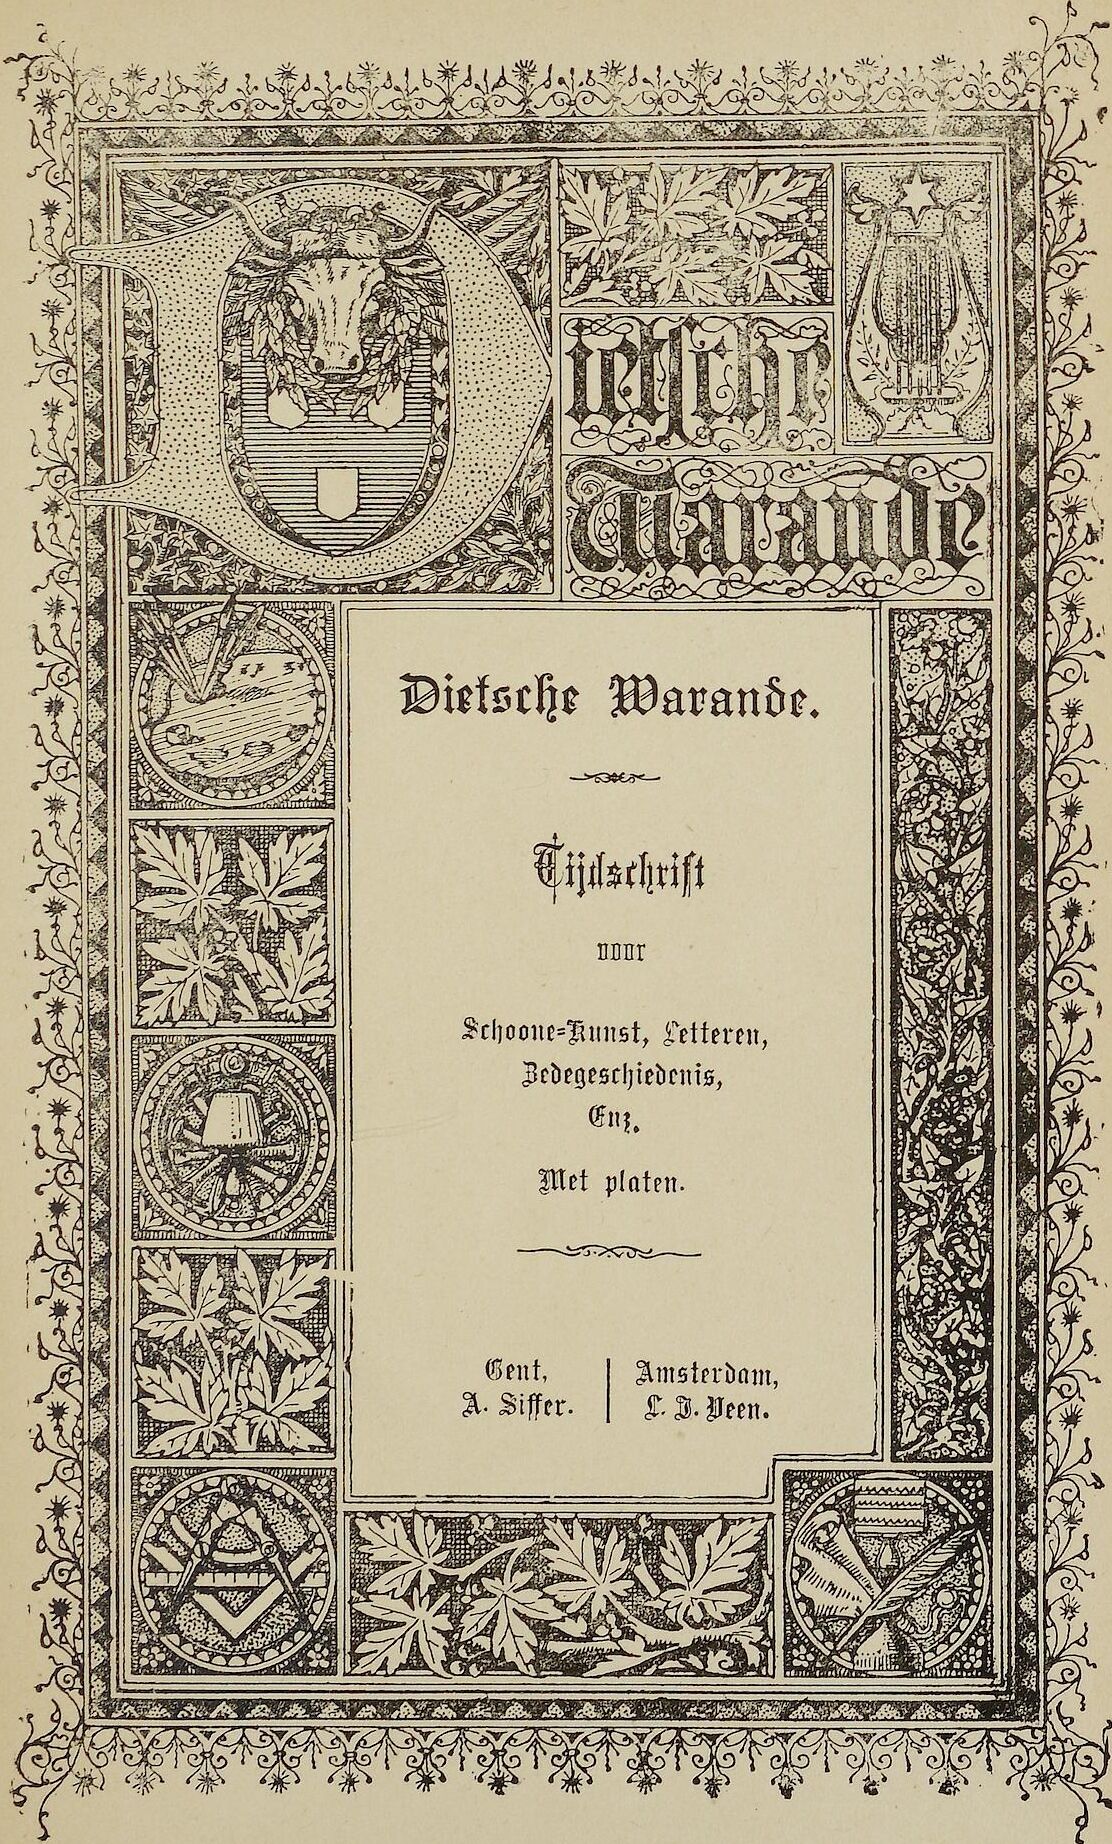 Dietsche
Warande
Dietsche Warande.
Tijdschrift
voor
Schoone=Kunst, Letteren,
Zedegeschiedenis,
Enz.
Met platen.
Gent,
A. Siffer.
Amsterdam,
L. J. Veen.